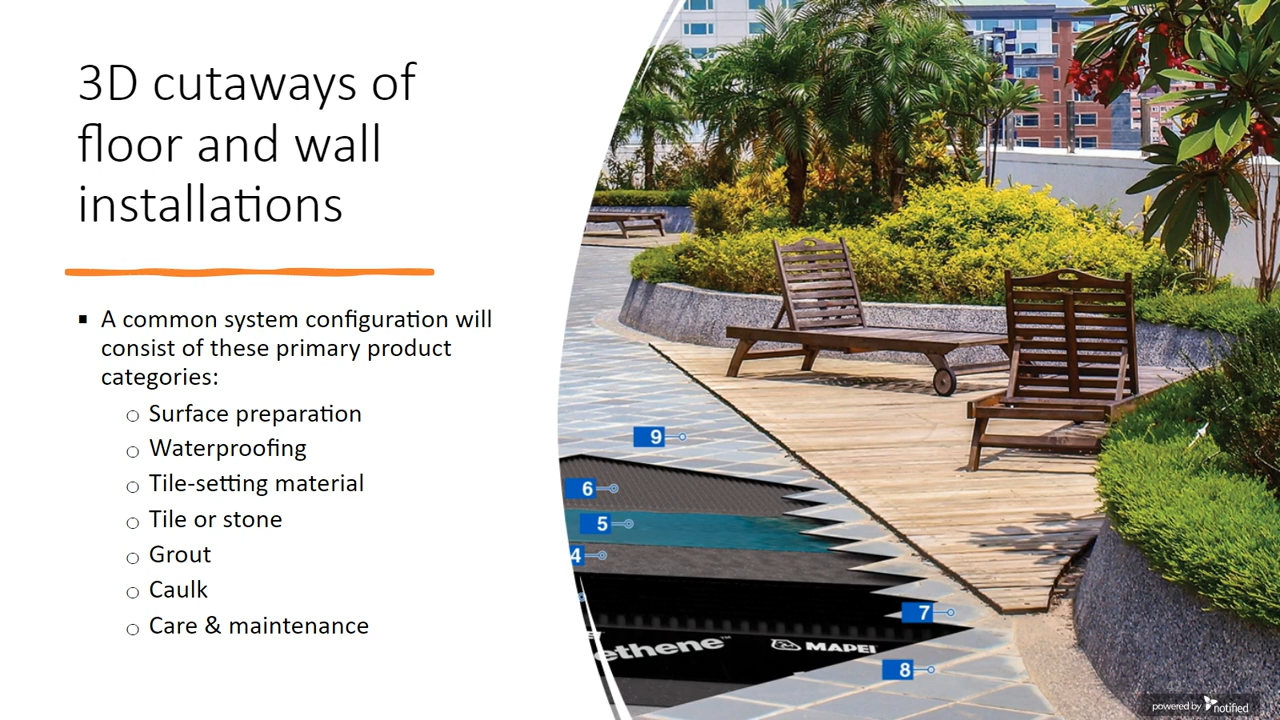 3D cutaways of
floor and wall
installations
A common system configuration will
consist of these primary product
categories:
Surface preparation
Waterproofing
Tile-setting material
Tile or stone
Grout
Caulk
Care & maintenance
9
6
5
4
7
ethene™
MAPEI
8
powered by notified